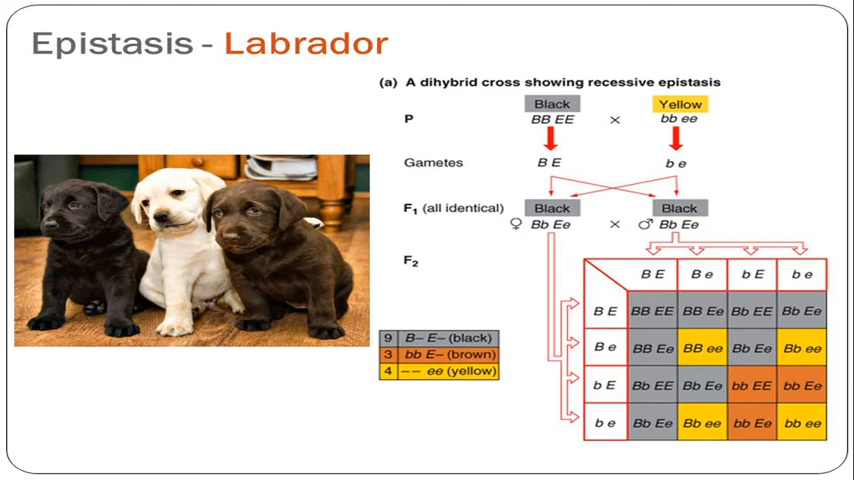 Epistasis - Labrador
(a) A dihybrid cross showing recessive epistasis
Black Yellow
P BB EE × bb ee
Gametes B E b e
F1 (all identical) Black Black
♀ Bb Ee × ♂ Bb Ee
F2
B E B e b E b e
B E BB EE BB Ee Bb EE Bb Ee
9 B– E– (black)
3 bb E– (brown)
4 –– ee (yellow)
B e BB Ee BB ee Bb Ee Bb ee
b E Bb EE Bb Ee bb EE bb Ee
b e Bb Ee Bb ee bb Ee bb ee